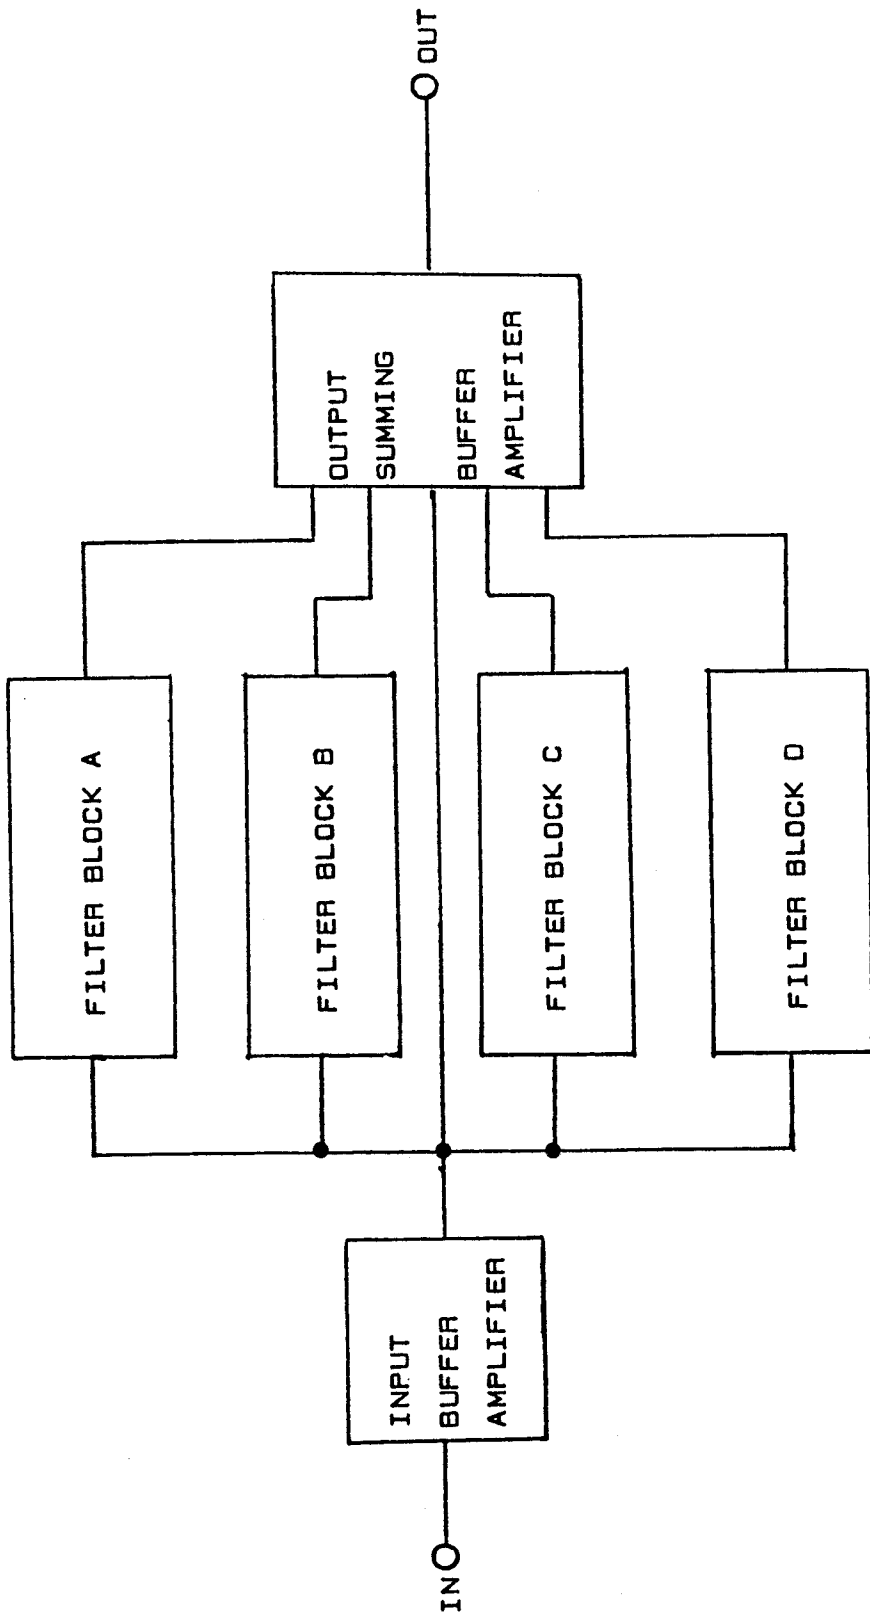 IN
INPUT
BUFFER
AMPLIFIER
FILTER BLOCK A
FILTER BLOCK B
FILTER BLOCK C
FILTER BLOCK D
OUTPUT
SUMMING
BUFFER
AMPLIFIER
OUT